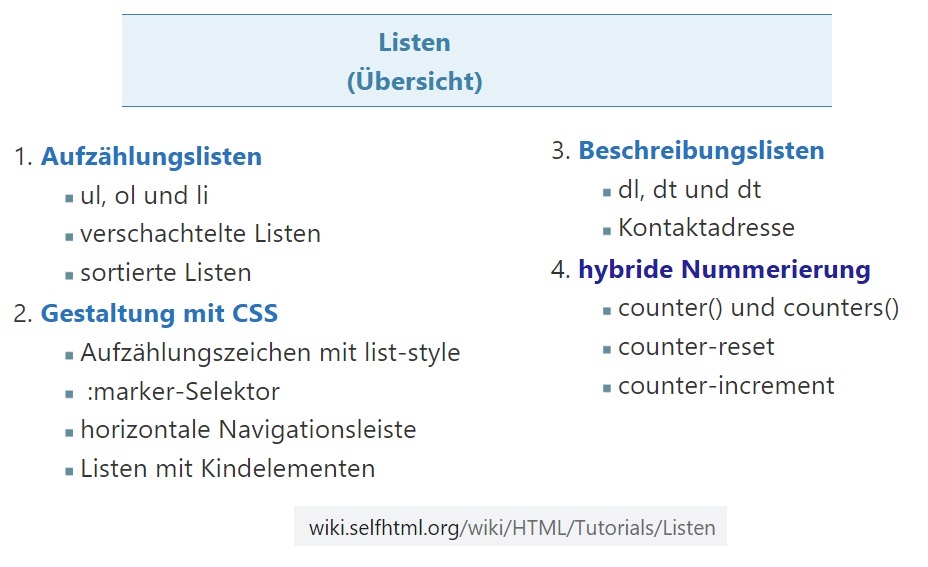 Listen
(Übersicht)
1. Aufzählungslisten
▪ ul, ol und li
▪ verschachtelte Listen
▪ sortierte Listen
2. Gestaltung mit CSS
▪ Aufzählungszeichen mit list-style
▪ :marker-Selektor
▪ horizontale Navigationsleiste
▪ Listen mit Kindelementen
3. Beschreibungslisten
▪ dl, dt und dt
▪ Kontaktadresse
4. hybride Nummerierung
▪ counter() und counters()
▪ counter-reset
▪ counter-increment
wiki.selfhtml.org/wiki/HTML/Tutorials/Listen